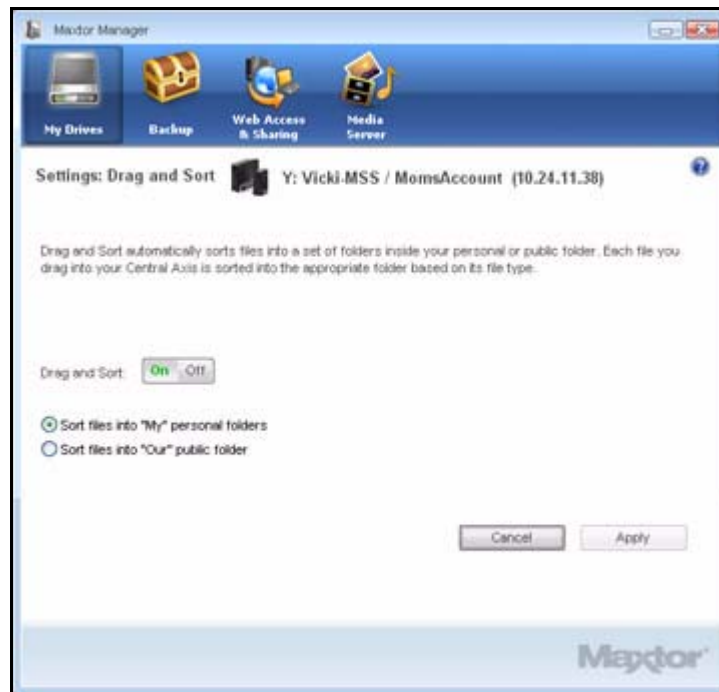 Maxtor Manager
My Drives
Backup
Web Access
& Sharing
Media
Server
Settings: Drag and Sort
Y: Vicki-MSS / MomsAccount (10.24.11.38)
?
Drag and Sort automatically sorts files into a set of folders inside your personal or public folder. Each file you
drag into your Central Axis is sorted into the appropriate folder based on its file type.
Drag and Sort:
On Off
Sort files into "My" personal folders
Sort files into "Our" public folder
Cancel
Apply
Maxtor